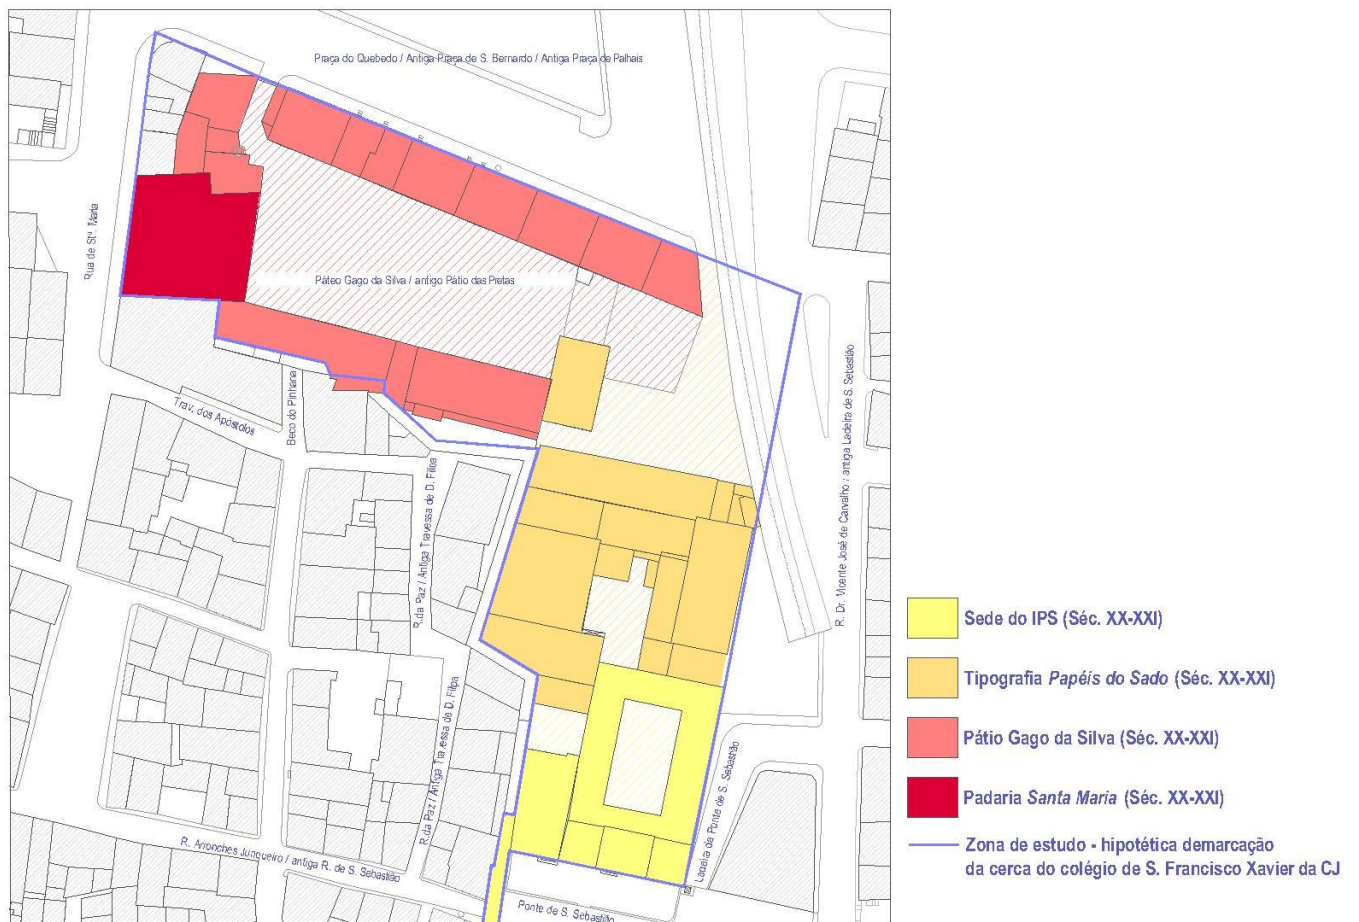 Praça do Quebedo / Antiga Praça de S. Bernardo / Antiga Praça de Palhais
Rua de Stª. Maria
Páteo Gago da Silva / antigo Pátio das Pretas
Trav. dos Apóstolos
Beco do Pinhana
R.da Paz / Antiga Travessa de D. Filipa
R.da Paz / Antiga Travessa de D. Filipa
R. Dr. Vicente José de Carvalho : antiga Ladeira de S. Sebastião
R. Arronches Junqueiro / antiga R. de S. Sebastião
Ladeira da Ponte de S. Sebastião
Ponte de S. Sebastião
Sede do IPS (Séc. XX-XXI)
Tipografia Papéis do Sado (Séc. XX-XXI)
Pátio Gago da Silva (Séc. XX-XXI)
Padaria Santa Maria (Séc. XX-XXI)
Zona de estudo - hipotética demarcação
da cerca do colégio de S. Francisco Xavier da CJ